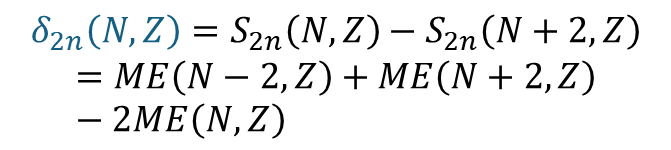 δ₂ₙ(N, Z) = S₂ₙ(N, Z) − S₂ₙ(N + 2, Z)
= ME(N − 2, Z) + ME(N + 2, Z)
− 2ME(N, Z)